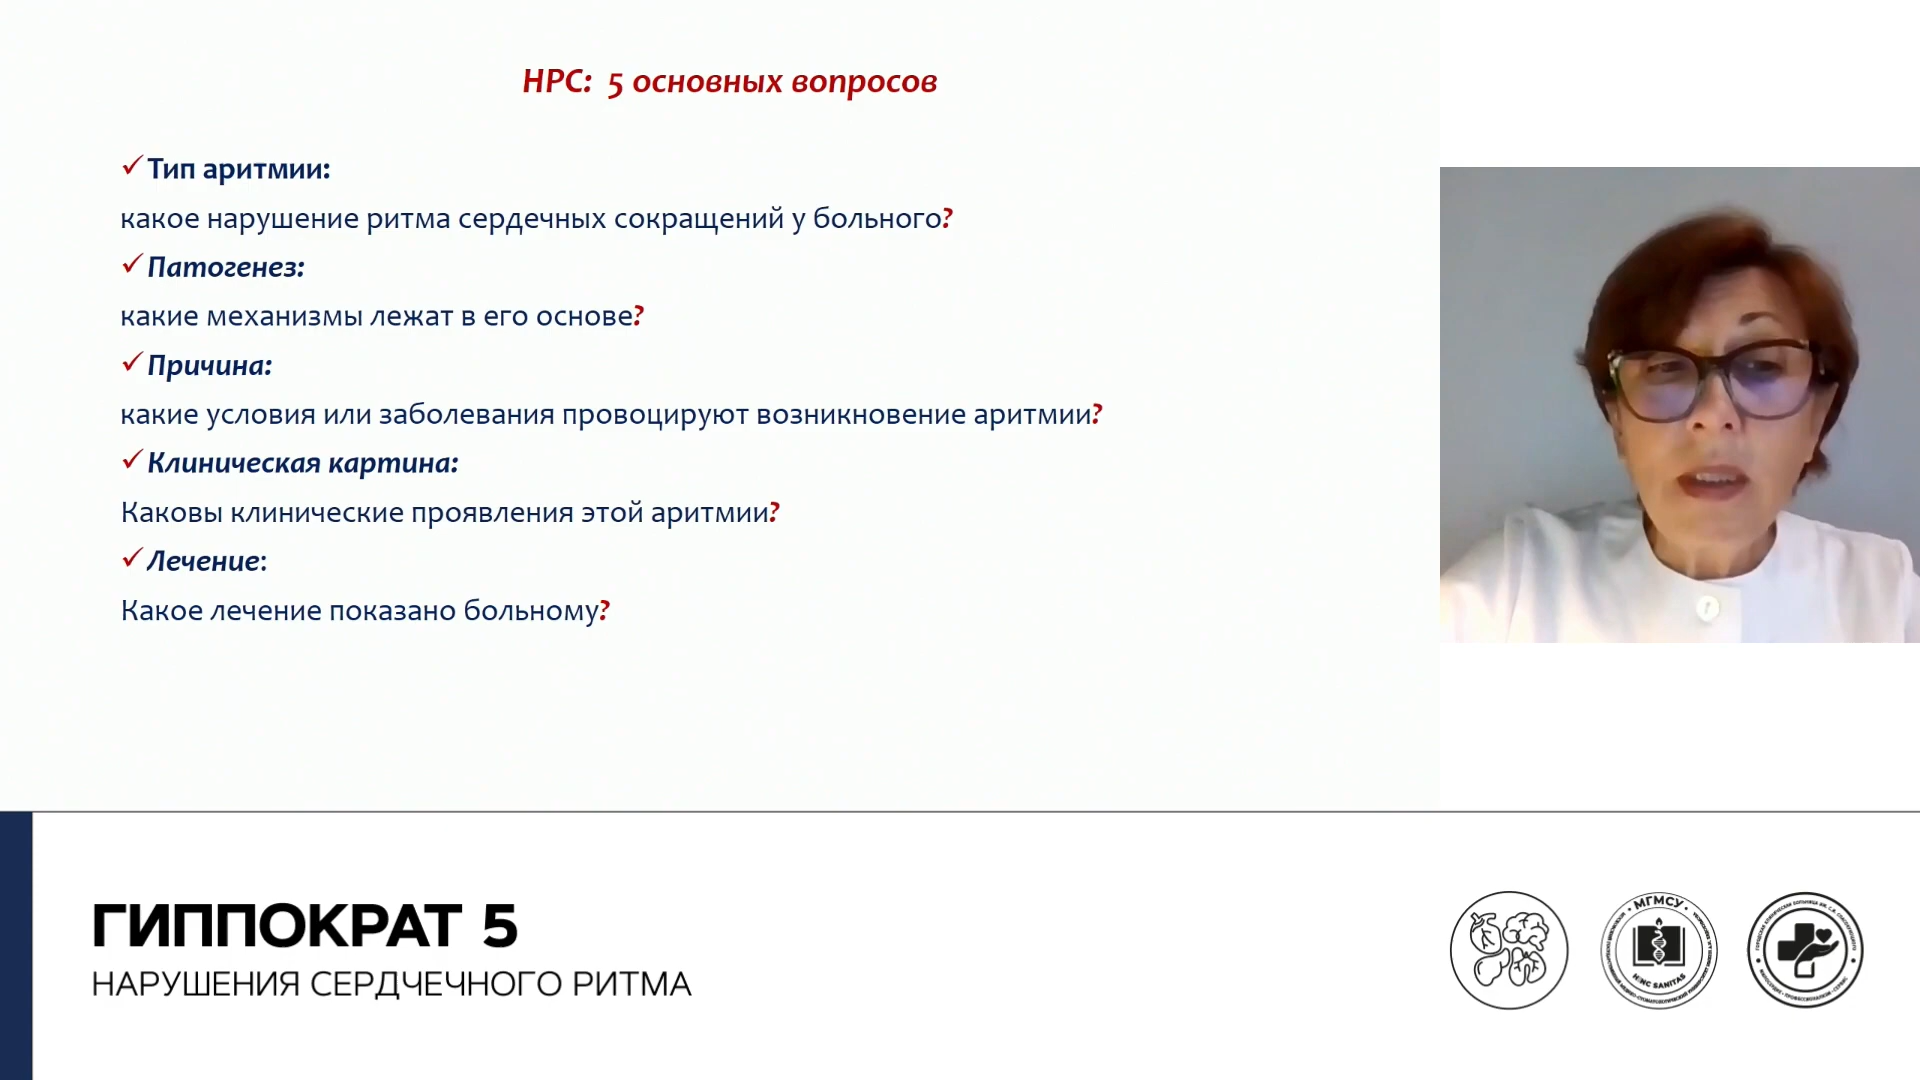 НРС: 5 основных вопросов
Тип аритмии:
какое нарушение ритма сердечных сокращений у больного?
Патогенез:
какие механизмы лежат в его основе?
Причина:
какие условия или заболевания провоцируют возникновение аритмии?
Клиническая картина:
Каковы клинические проявления этой аритмии?
Лечение:
Какое лечение показано больному?
ГИППОКРАТ 5
НАРУШЕНИЯ СЕРДЧЕЧНОГО РИТМА
МГМСУ